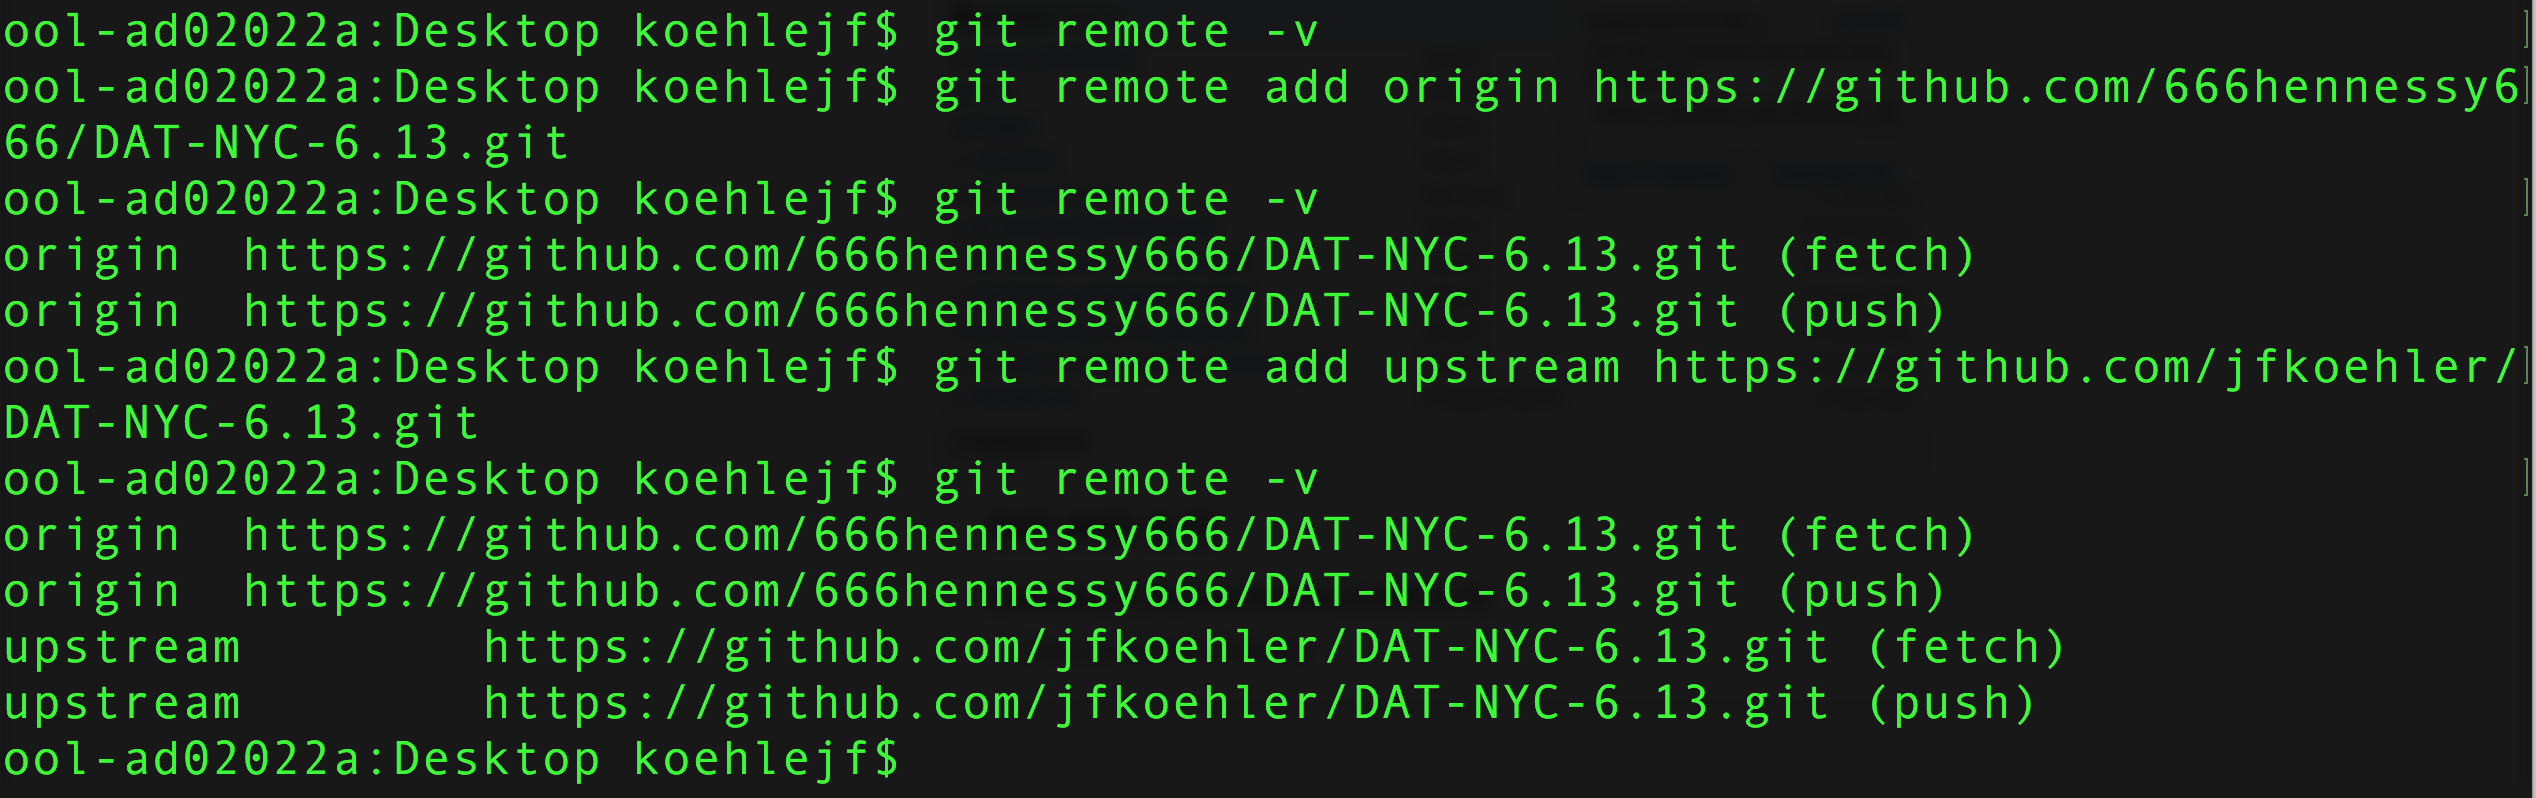 ool-ad02022a:Desktop koehlejf$ git remote -v
ool-ad02022a:Desktop koehlejf$ git remote add origin https://github.com/666hennessy6
66/DAT-NYC-6.13.git
ool-ad02022a:Desktop koehlejf$ git remote -v
origin  https://github.com/666hennessy666/DAT-NYC-6.13.git (fetch)
origin  https://github.com/666hennessy666/DAT-NYC-6.13.git (push)
ool-ad02022a:Desktop koehlejf$ git remote add upstream https://github.com/jfkoehler/
DAT-NYC-6.13.git
ool-ad02022a:Desktop koehlejf$ git remote -v
origin  https://github.com/666hennessy666/DAT-NYC-6.13.git (fetch)
origin  https://github.com/666hennessy666/DAT-NYC-6.13.git (push)
upstream        https://github.com/jfkoehler/DAT-NYC-6.13.git (fetch)
upstream        https://github.com/jfkoehler/DAT-NYC-6.13.git (push)
ool-ad02022a:Desktop koehlejf$